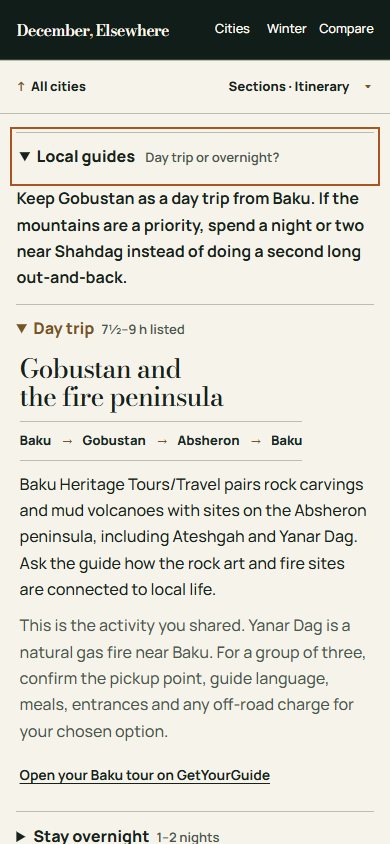 December, Elsewhere
Cities Winter Compare
↑ All cities
Sections · Itinerary
Local guides Day trip or overnight?
Keep Gobustan as a day trip from Baku. If the
mountains are a priority, spend a night or two
near Shahdag instead of doing a second long
out-and-back.
Day trip 7½–9 h listed
Gobustan and
the fire peninsula
Baku → Gobustan → Absheron → Baku
Baku Heritage Tours/Travel pairs rock carvings
and mud volcanoes with sites on the Absheron
peninsula, including Ateshgah and Yanar Dag.
Ask the guide how the rock art and fire sites
are connected to local life.
This is the activity you shared. Yanar Dag is a
natural gas fire near Baku. For a group of three,
confirm the pickup point, guide language,
meals, entrances and any off-road charge for
your chosen option.
Open your Baku tour on GetYourGuide
Stay overnight 1–2 nights